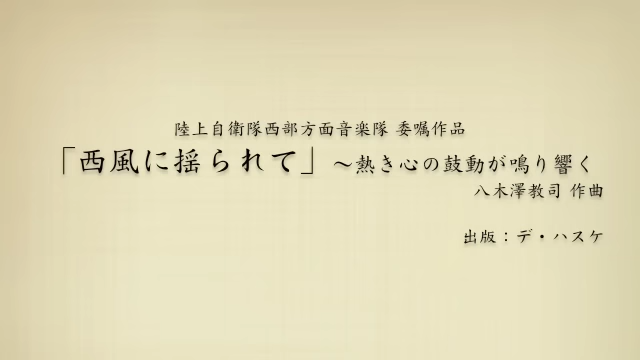 陸上自衛隊西部方面音楽隊 委嘱作品
「西風に揺られて」～熱き心の鼓動が鳴り響く
八木澤教司 作曲
出版：デ・ハスケ